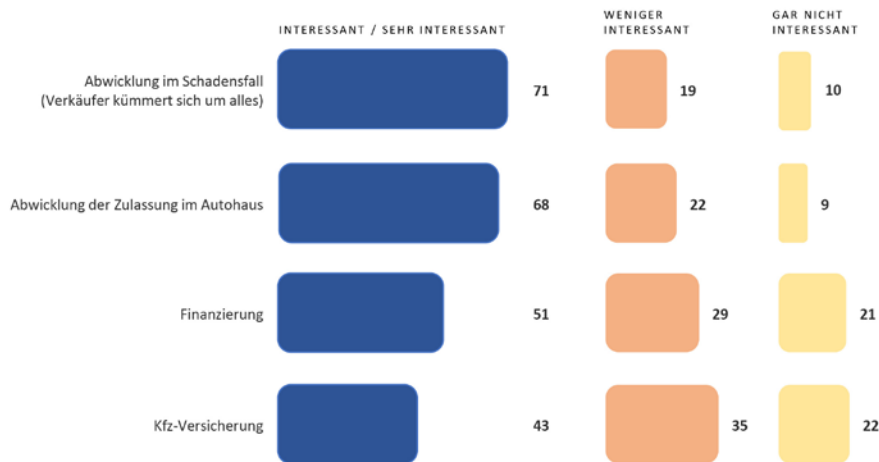 INTERESSANT / SEHR INTERESSANT
WENIGER
INTERESSANT
GAR NICHT
INTERESSANT
Abwicklung im Schadensfall
(Verkäufer kümmert sich um alles)
71
19
10
Abwicklung der Zulassung im Autohaus
68
22
9
Finanzierung
51
29
21
Kfz-Versicherung
43
35
22